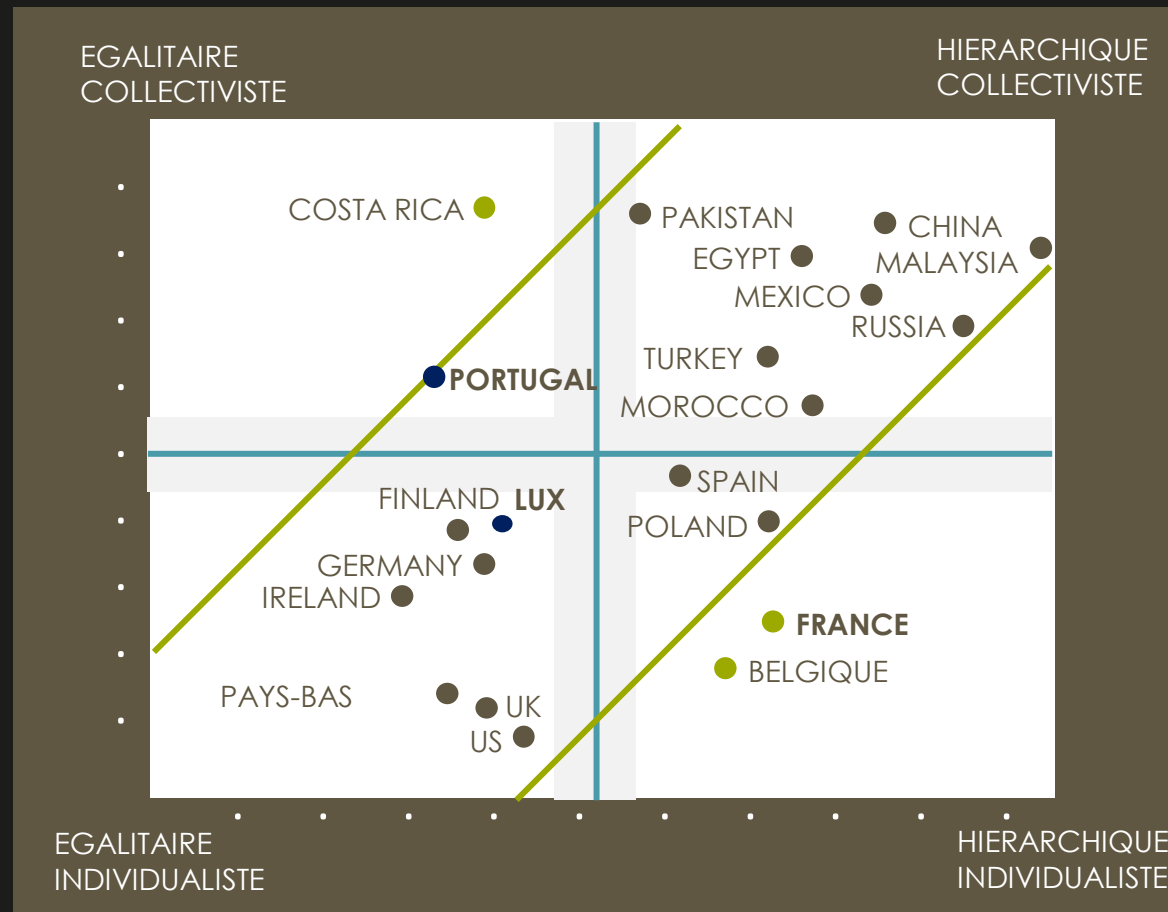 EGALITAIRE
COLLECTIVISTE
HIERARCHIQUE
COLLECTIVISTE
COSTA RICA
PAKISTAN
CHINA
EGYPT
MALAYSIA
MEXICO
RUSSIA
TURKEY
PORTUGAL
MOROCCO
SPAIN
FINLAND
LUX
POLAND
GERMANY
IRELAND
FRANCE
BELGIQUE
PAYS-BAS
UK
US
EGALITAIRE
INDIVIDUALISTE
HIERARCHIQUE
INDIVIDUALISTE